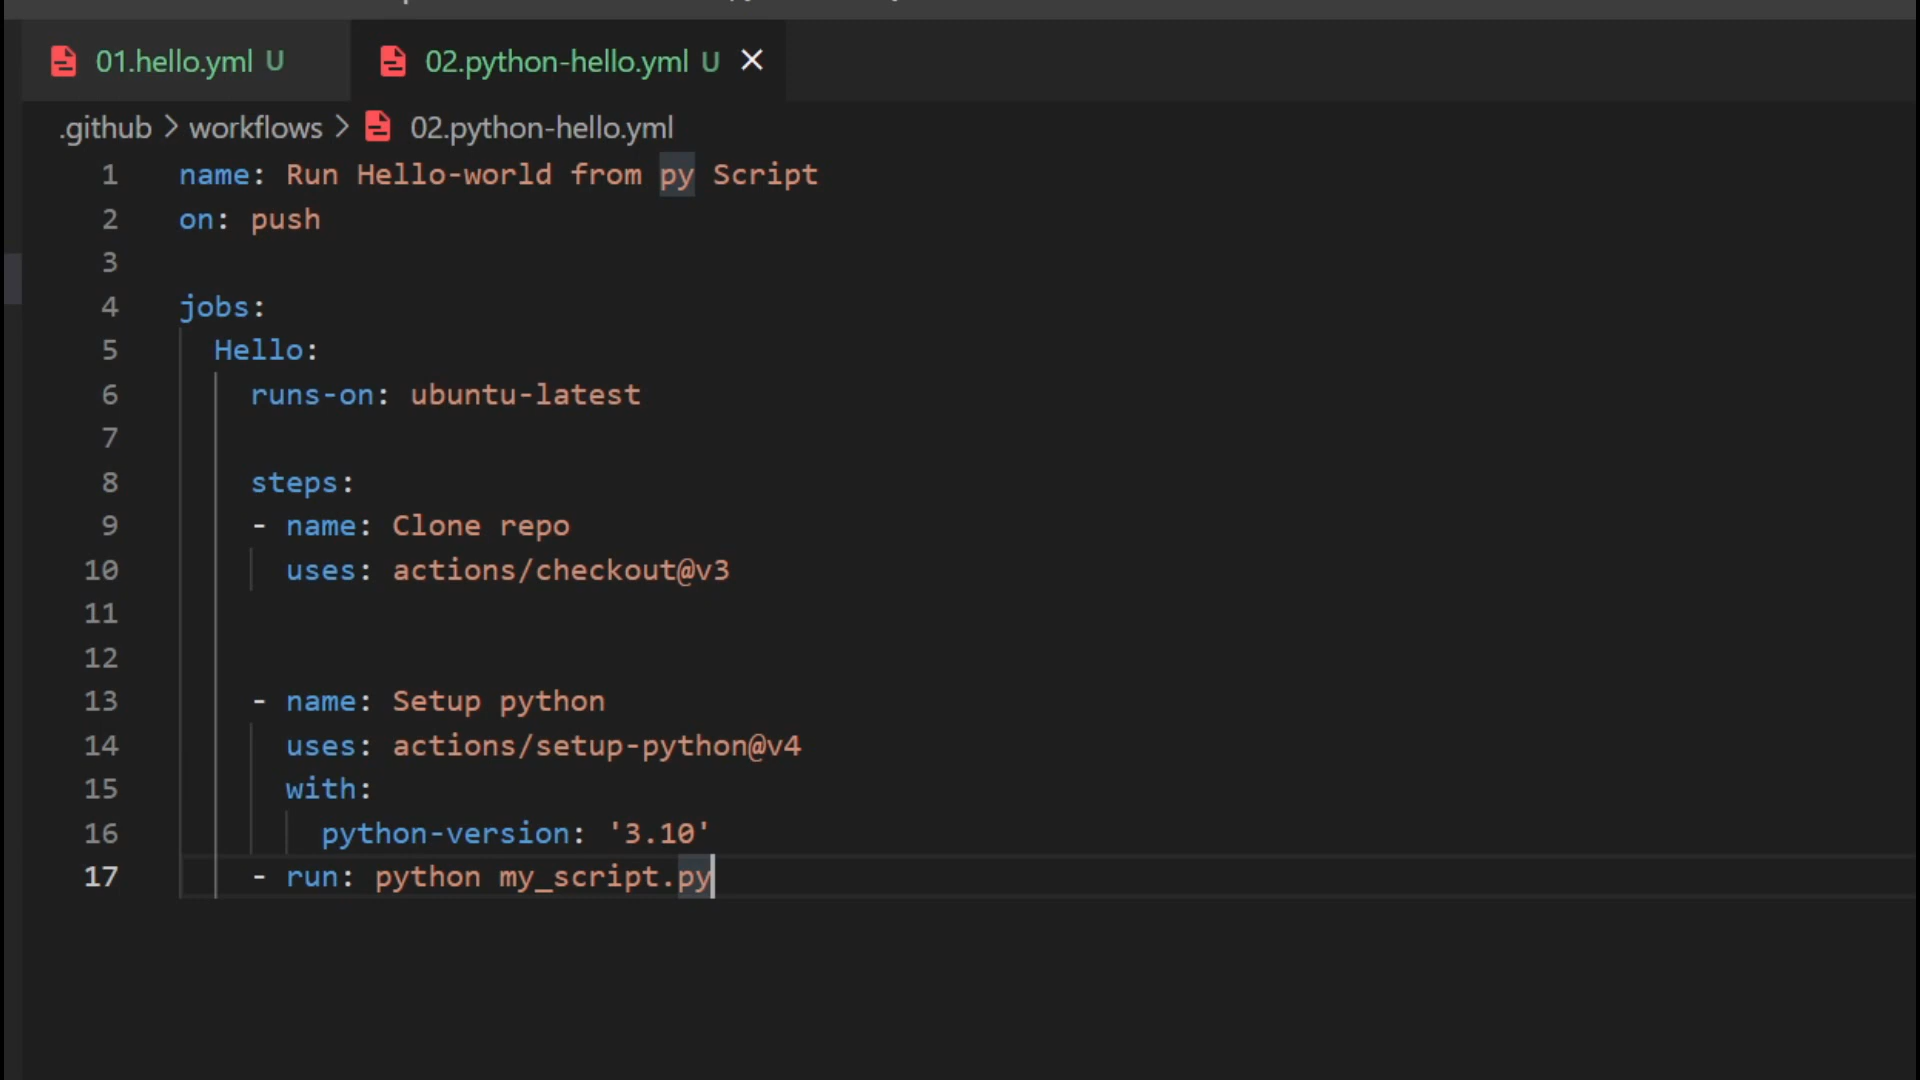 01.hello.yml U 02.python-hello.yml U
.github > workflows > 02.python-hello.yml
1 name: Run Hello-world from py Script
2 on: push
3
4 jobs:
5 Hello:
6 runs-on: ubuntu-latest
7
8 steps:
9 - name: Clone repo
10 uses: actions/checkout@v3
11
12
13 - name: Setup python
14 uses: actions/setup-python@v4
15 with:
16 python-version: '3.10'
17 - run: python my_script.py